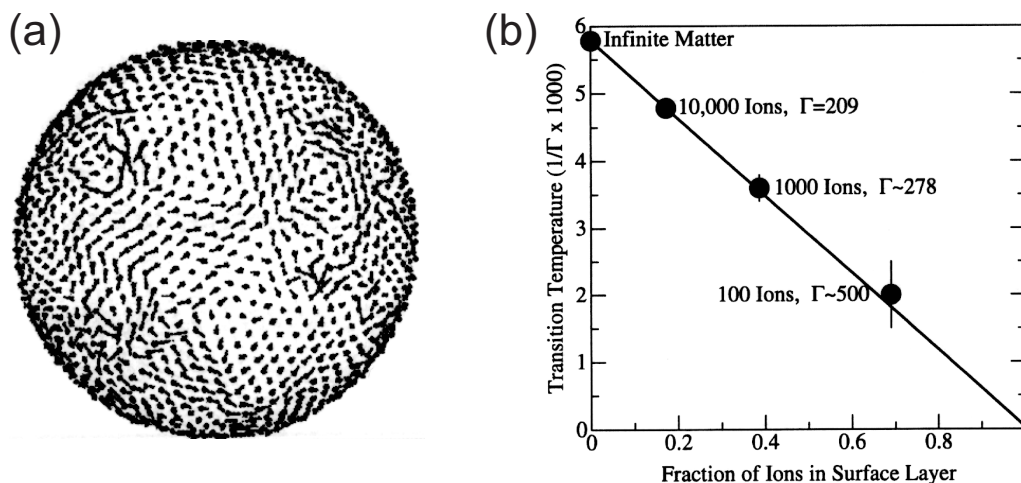 (a)
(b)
6
Infinite Matter
5
10,000 Ions, Γ=209
4
1000 Ions, Γ~278
3
2
100 Ions, Γ~500
1
0
0
0.2
0.4
0.6
0.8
Transition Temperature (1/Γ x 1000)
Fraction of Ions in Surface Layer